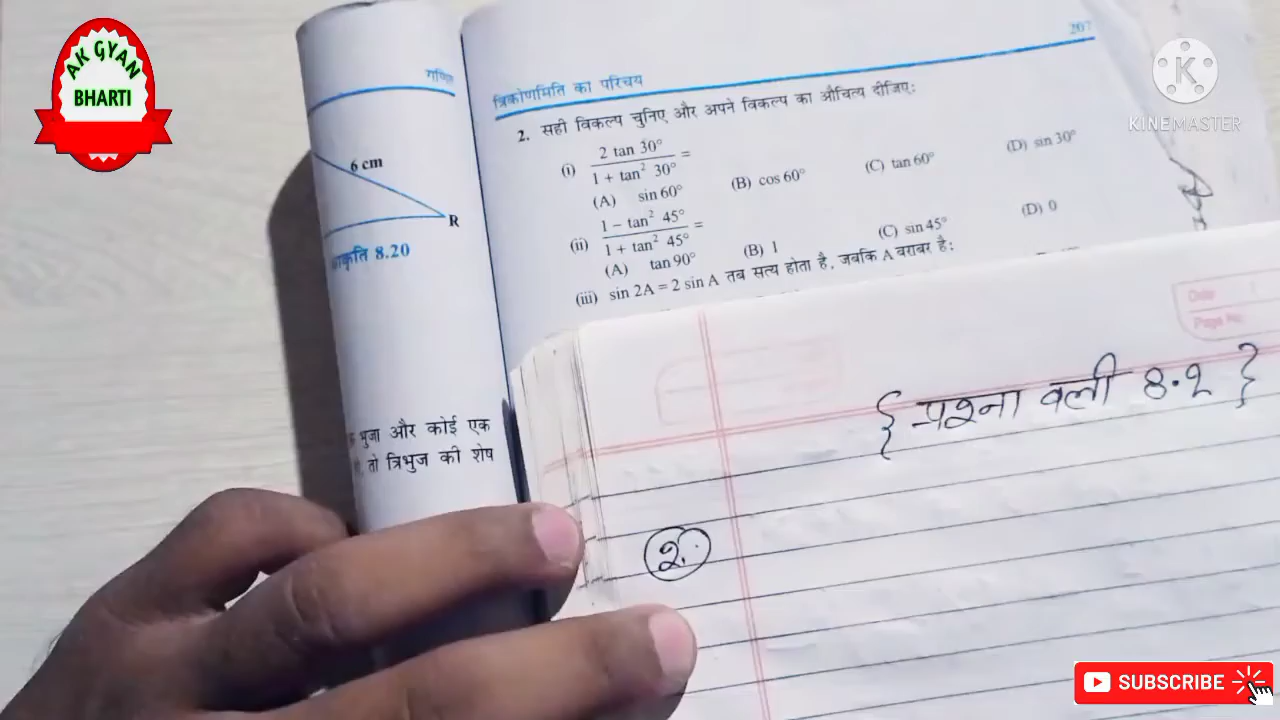 AK GYAN
BHARTI
KINEMASTER
गणित
6 cm
R
आकृति 8.20
भुजा और कोई एक
तो त्रिभुज की शेष
207
त्रिकोणमिति का परिचय
2. सही विकल्प चुनिए और अपने विकल्प का औचित्य दीजिए:
(i) 2 tan 30° / 1 + tan² 30° =
(A) sin 60° (B) cos 60° (C) tan 60° (D) sin 30°
(ii) 1 − tan² 45° / 1 + tan² 45° =
(A) tan 90° (B) 1 (C) sin 45° (D) 0
(iii) sin 2A = 2 sin A तब सत्य होता है, जबकि A बराबर है:
Date
Page No.
{ प्रश्ना वली 8.२ }
२.
SUBSCRIBE